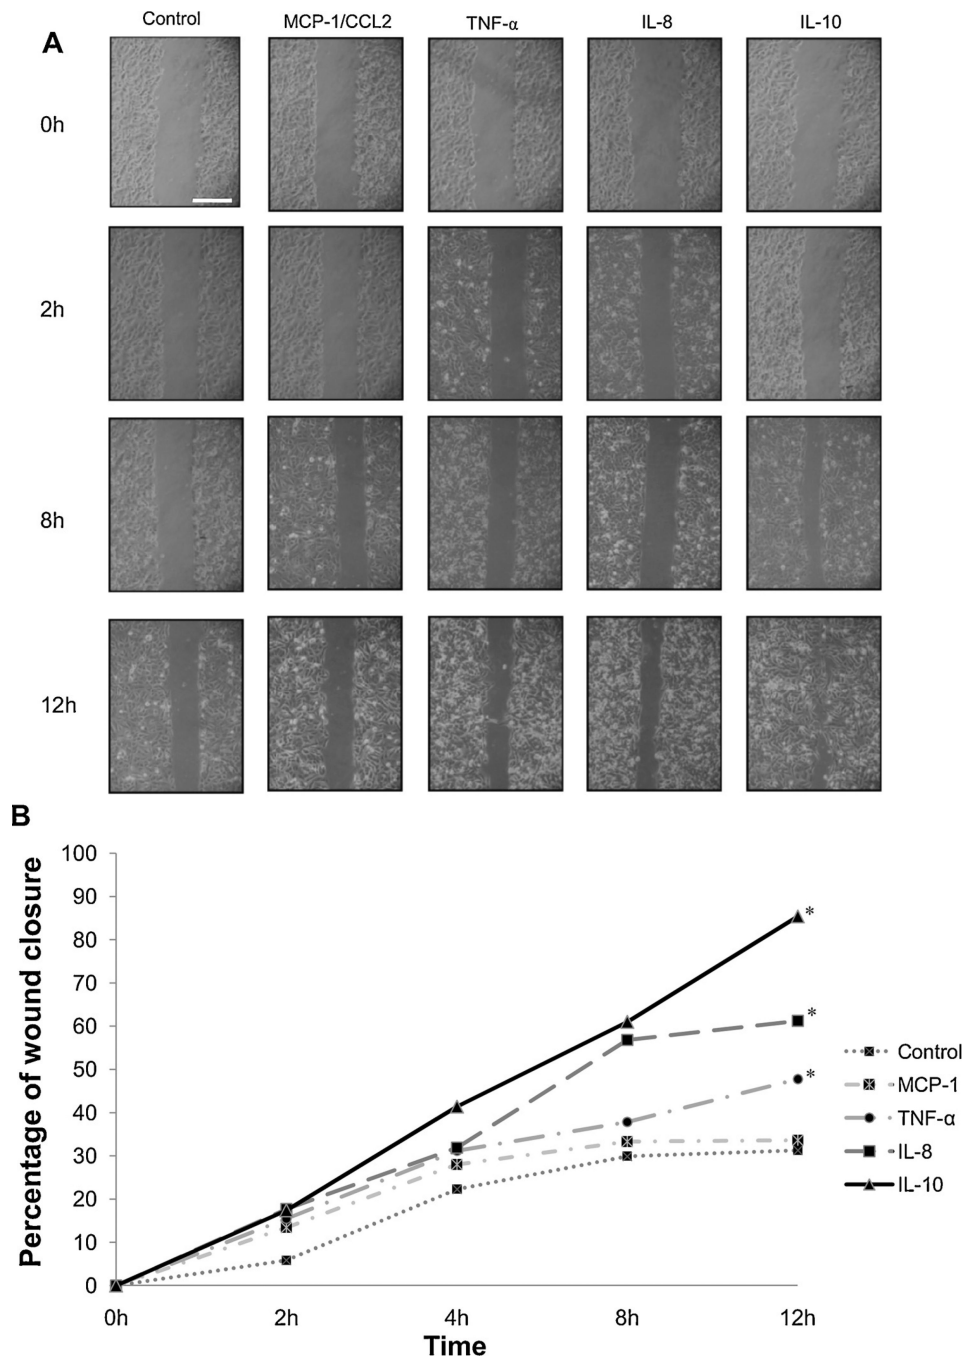 A
Control MCP-1/CCL2 TNF-α IL-8 IL-10
0h
2h
8h
12h
B
Percentage of wound closure
100
90
80
70
60
50
40
30
20
10
0
*
*
*
0h 2h 4h 8h 12h
Time
Control
MCP-1
TNF-α
IL-8
IL-10